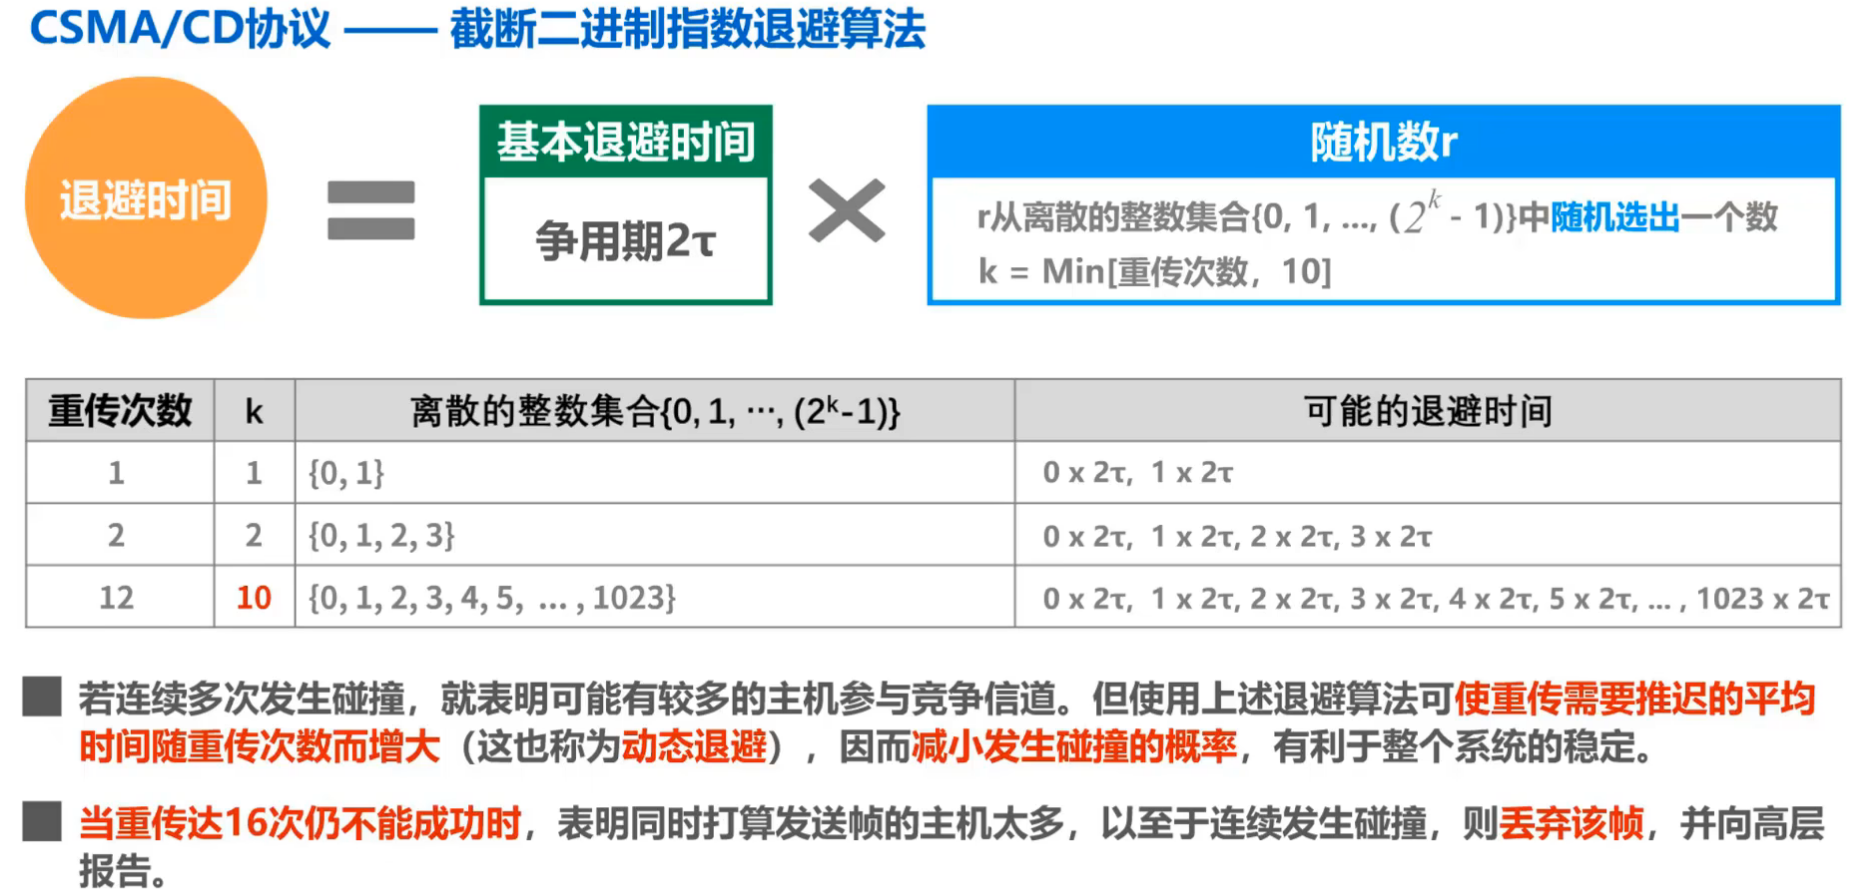 CSMA/CD协议 —— 截断二进制指数退避算法
退避时间
=
基本退避时间
争用期2τ
×
随机数r
r从离散的整数集合{0, 1, ..., (2^k - 1)}中随机选出一个数
k = Min[重传次数，10]
重传次数 k 离散的整数集合{0, 1, ···, (2^k-1)} 可能的退避时间
1 1 {0, 1} 0 x 2τ, 1 x 2τ
2 2 {0, 1, 2, 3} 0 x 2τ, 1 x 2τ, 2 x 2τ, 3 x 2τ
12 10 {0, 1, 2, 3, 4, 5, ... , 1023} 0 x 2τ, 1 x 2τ, 2 x 2τ, 3 x 2τ, 4 x 2τ, 5 x 2τ, ... , 1023 x 2τ
若连续多次发生碰撞，就表明可能有较多的主机参与竞争信道。但使用上述退避算法可使重传需要推迟的平均
时间随重传次数而增大（这也称为动态退避），因而减小发生碰撞的概率，有利于整个系统的稳定。
当重传达16次仍不能成功时，表明同时打算发送帧的主机太多，以至于连续发生碰撞，则丢弃该帧，并向高层
报告。